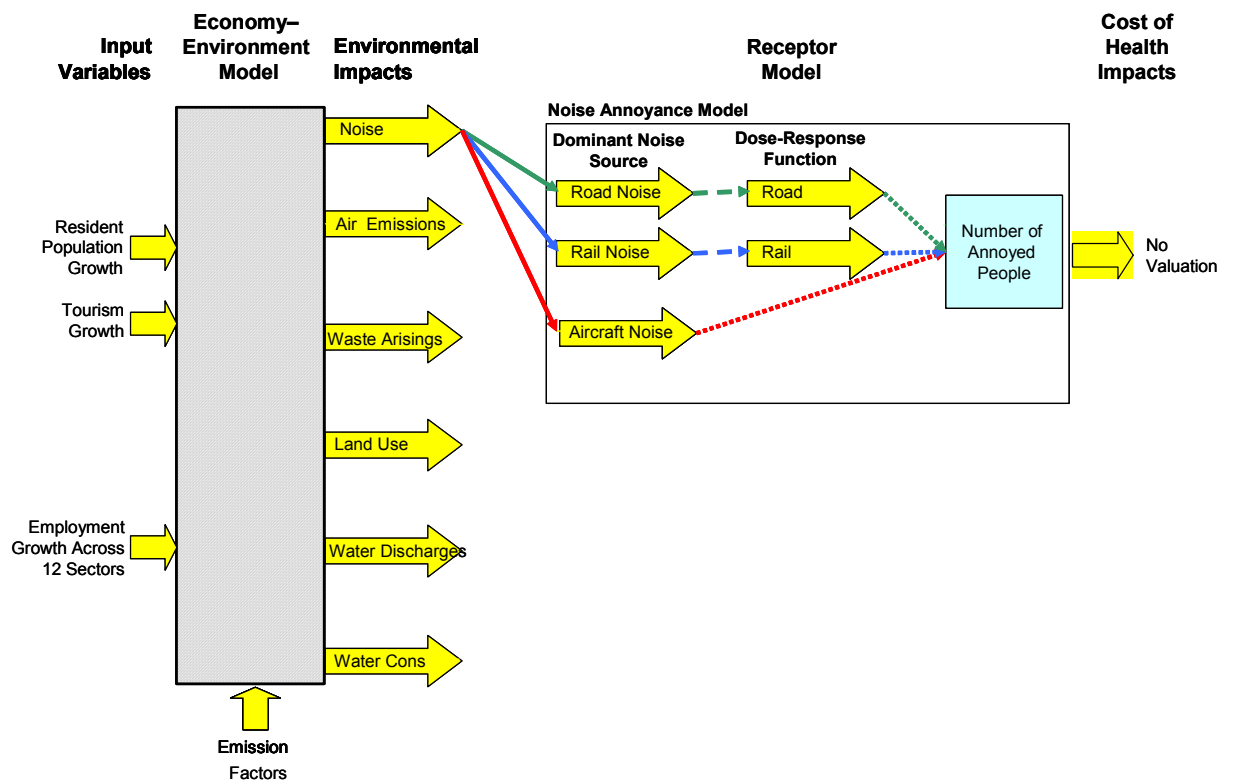 Input
Variables
Economy–
Environment
Model
Environmental
Impacts
Receptor
Model
Cost of
Health
Impacts
Resident
Population
Growth
Tourism
Growth
Employment
Growth Across
12 Sectors
Emission
Factors
Noise
Air Emissions
Waste Arisings
Land Use
Water Discharges
Water Cons
Noise Annoyance Model
Dominant Noise
Source
Dose-Response
Function
Road Noise
Road
Rail Noise
Rail
Aircraft Noise
Number of
Annoyed
People
No
Valuation